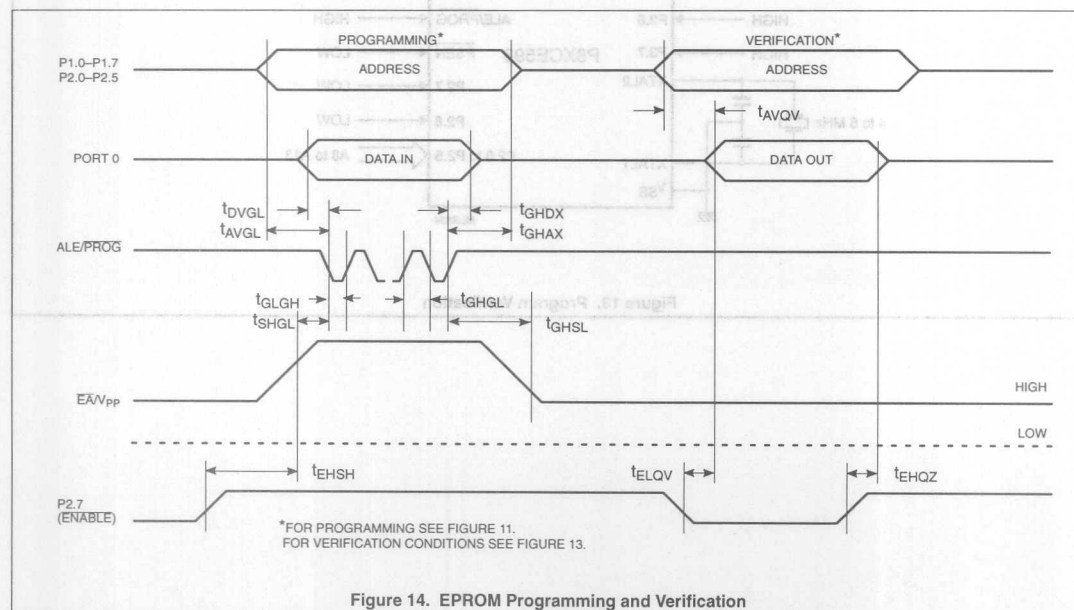 PROGRAMMING*
VERIFICATION*
P1.0–P1.7
P2.0–P2.5
ADDRESS
ADDRESS
tAVQV
PORT 0
DATA IN
DATA OUT
tDVGL
tGHDX
tAVGL
tGHAX
ALE/PROG
tGLGH
tGHGL
tSHGL
tGHSL
EA/VPP
HIGH
LOW
tEHSH
tELQV
tEHQZ
P2.7
(ENABLE)
*FOR PROGRAMMING SEE FIGURE 11.
FOR VERIFICATION CONDITIONS SEE FIGURE 13.
Figure 14. EPROM Programming and Verification